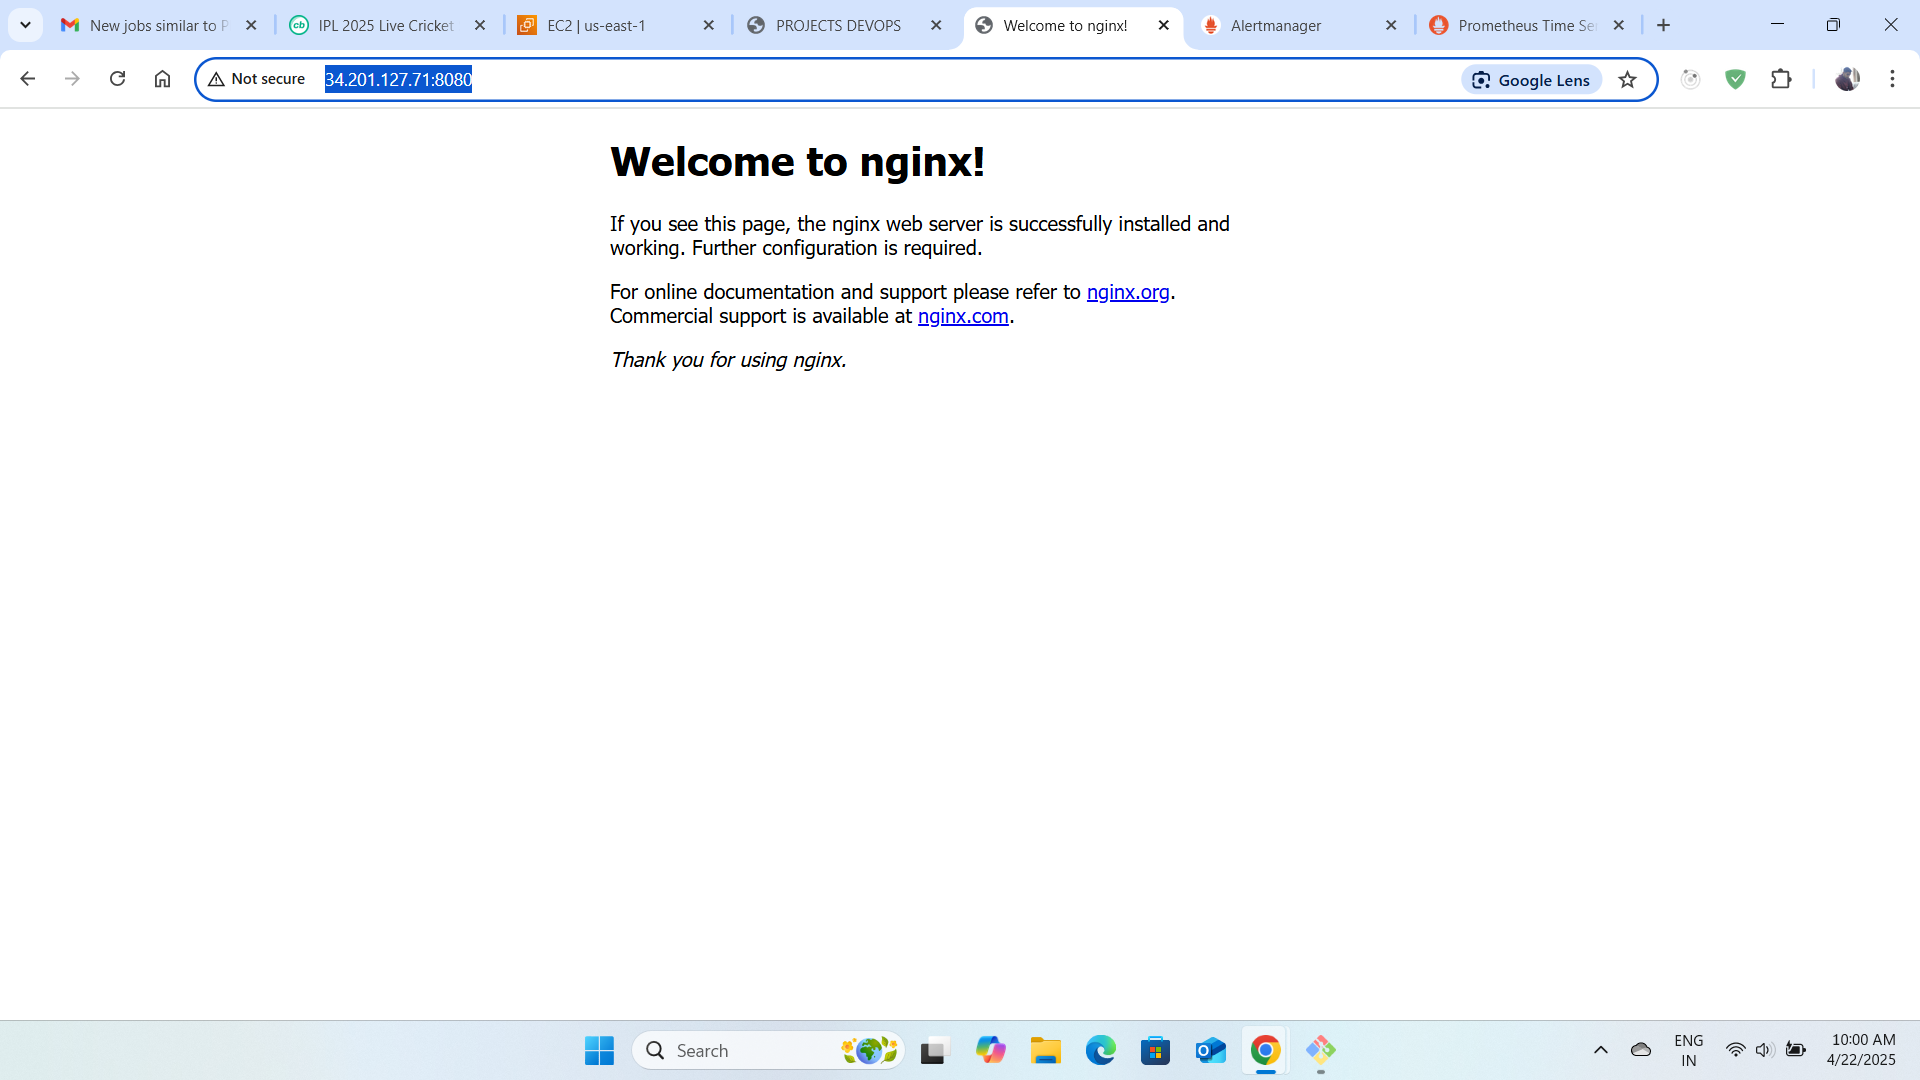 New jobs similar to P
IPL 2025 Live Cricket
EC2 | us-east-1
PROJECTS DEVOPS
Welcome to nginx!
Alertmanager
Prometheus Time Se
Not secure
34.201.127.71:8080
Google Lens
Welcome to nginx!
If you see this page, the nginx web server is successfully installed and
working. Further configuration is required.
For online documentation and support please refer to nginx.org.
Commercial support is available at nginx.com.
Thank you for using nginx.
Search
ENG
IN
10:00 AM
4/22/2025